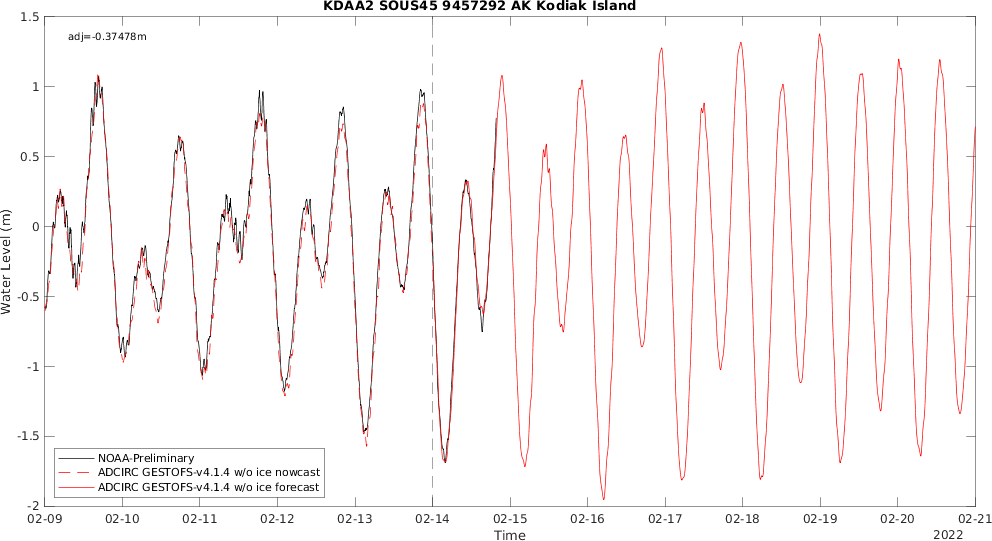 KDAA2 SOUS45 9457292 AK Kodiak Island
adj=-0.37478m
1.5
1
0.5
0
-0.5
-1
-1.5
-2
Water Level (m)
NOAA-Preliminary
ADCIRC GESTOFS-v4.1.4 w/o ice nowcast
ADCIRC GESTOFS-v4.1.4 w/o ice forecast
02-09 02-10 02-11 02-12 02-13 02-14 02-15 02-16 02-17 02-18 02-19 02-20 02-21
Time
2022